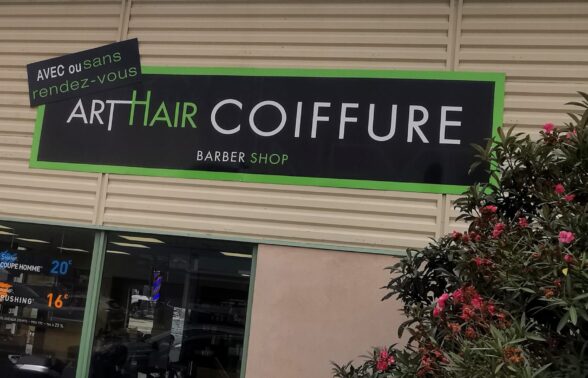 AVEC ou sans
rendez-vous
ARTHAIR COIFFURE
BARBER SHOP
COUPE HOMME 20€
16€